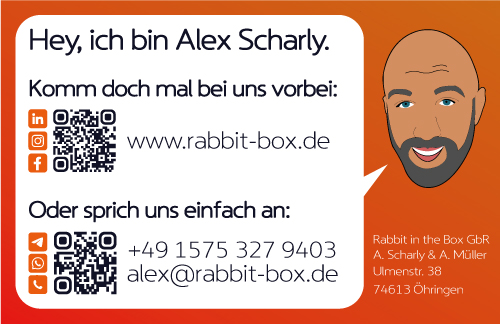 Hey, ich bin Alex Scharly.
Komm doch mal bei uns vorbei:
www.rabbit-box.de
Oder sprich uns einfach an:
+49 1575 327 9403
alex@rabbit-box.de
Rabbit in the Box GbR
A. Scharly & A. Müller
Ulmenstr. 38
74613 Öhringen